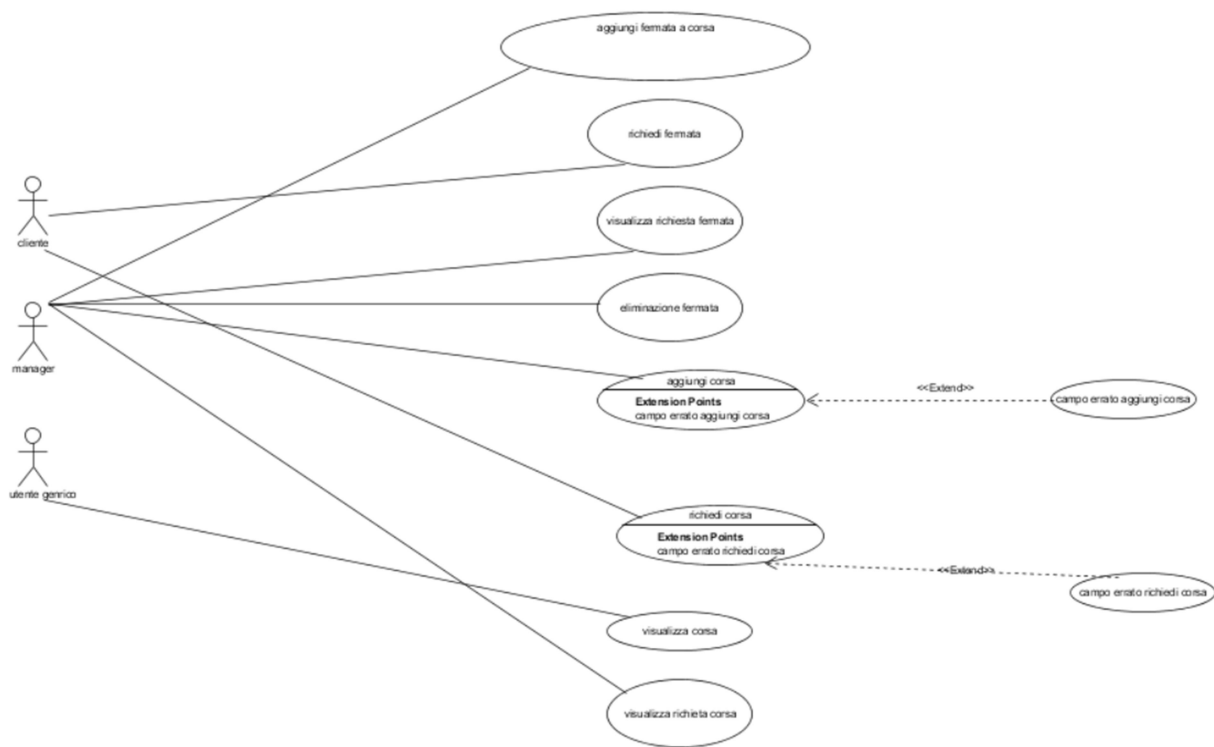 aggiungi fermata a corsa
richiedi fermata
cliente
visualizza richiesta fermata
manager
eliminazione fermata
aggiungi corsa
Extension Points
campo errato aggiungi corsa
<<Extend>>
campo errato aggiungi corsa
utente genrico
richiedi corsa
Extension Points
campo errato richiedi corsa
<<Extend>>
campo errato richiedi corsa
visualizza corsa
visualizza richieta corsa